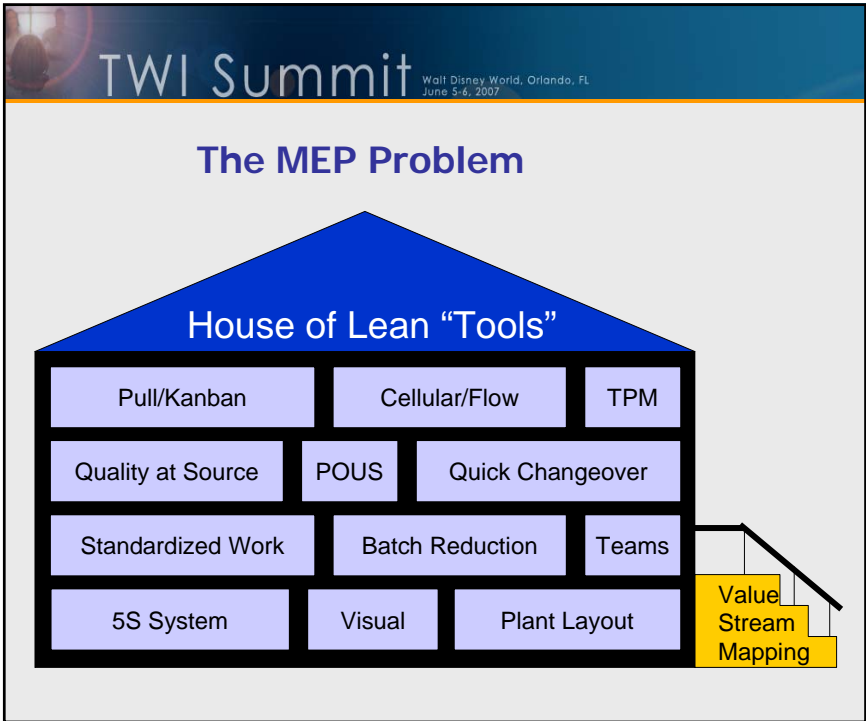 TWI Summit
Walt Disney World, Orlando, FL
June 5-6, 2007
The MEP Problem
House of Lean “Tools”
Pull/Kanban
Cellular/Flow
TPM
Quality at Source
POUS
Quick Changeover
Standardized Work
Batch Reduction
Teams
5S System
Visual
Plant Layout
Value
Stream
Mapping